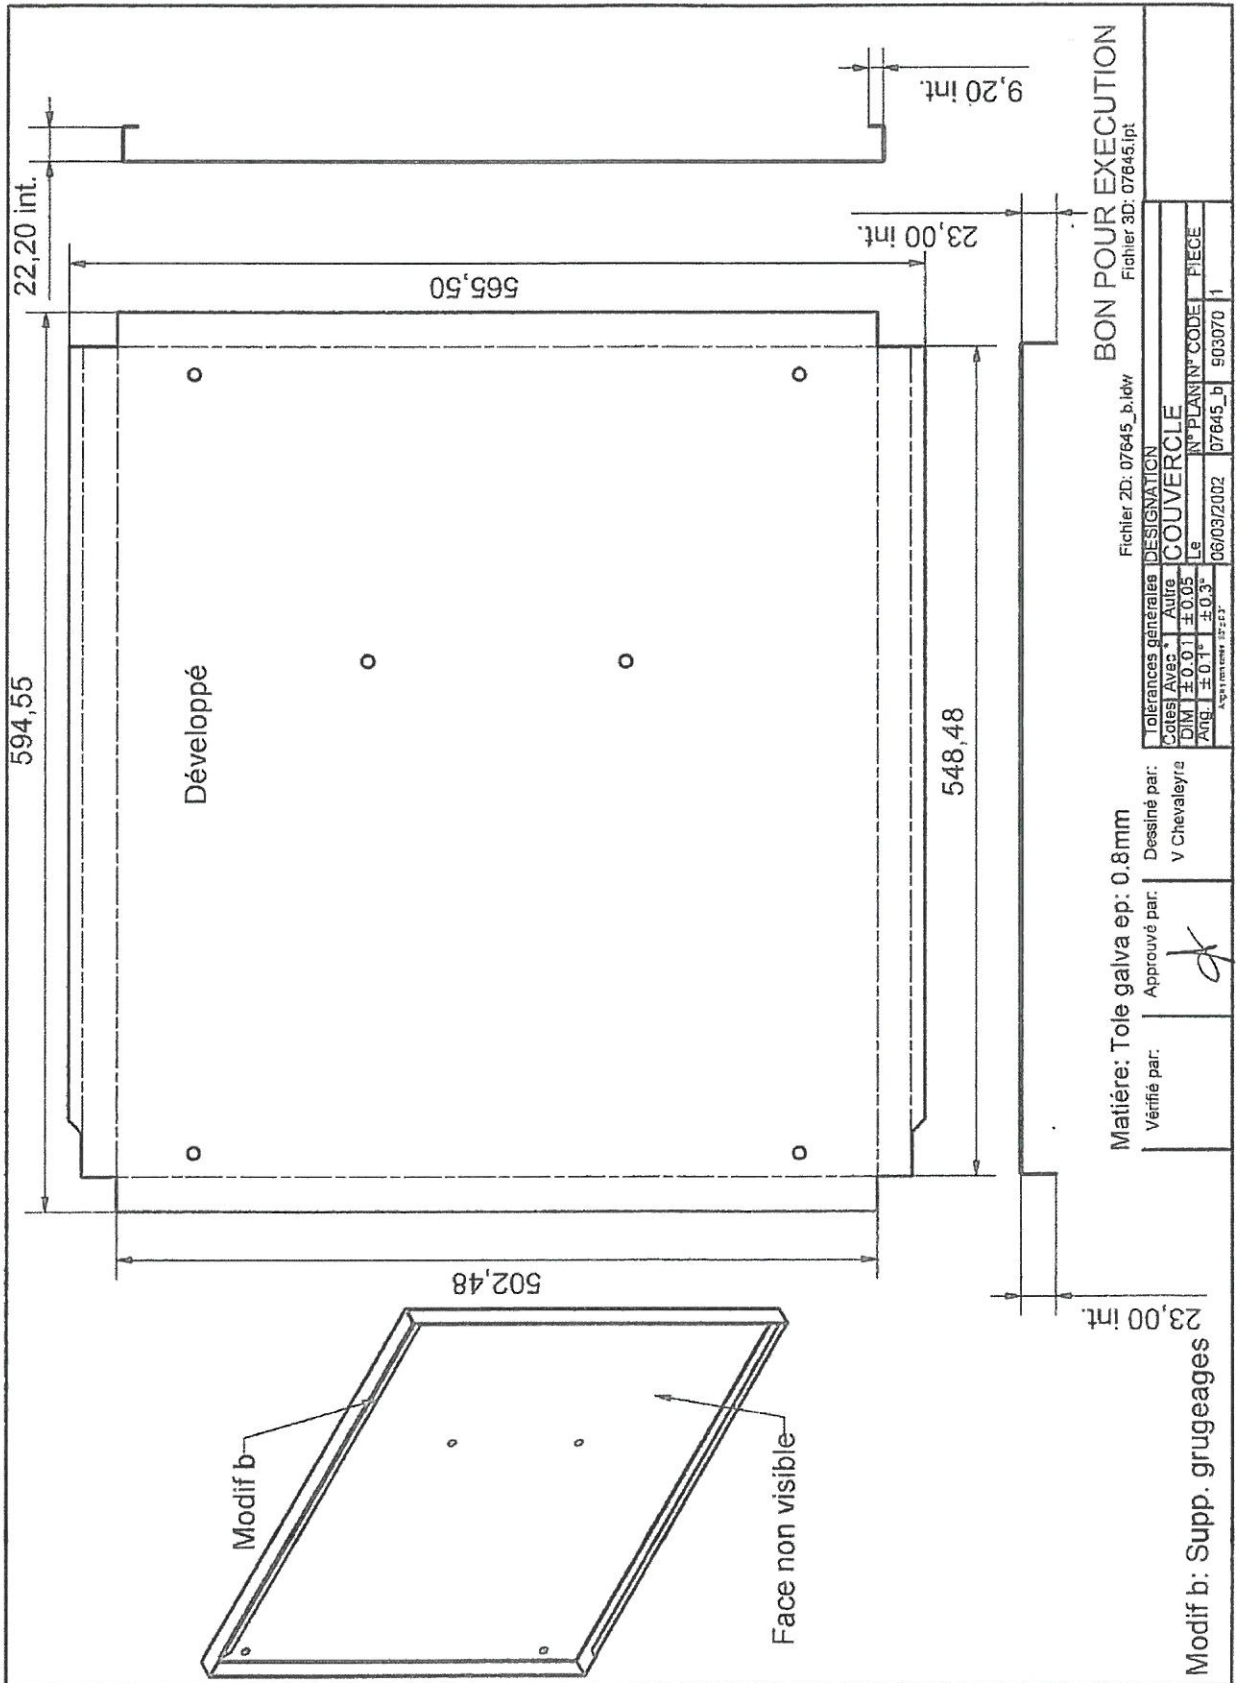 594,55
22,20 int.
Développé
565,50
9,20 int.
23,00 int.
502,48
548,48
23,00 int.
Modif b
Face non visible
Modif b: Supp. grugeages
Matiére: Tole galva ep: 0.8mm
BON POUR EXECUTION
Fichier 2D: 07645_b.idw
Fichier 3D: 07645.ipt
Vérifié par:
Approuvé par:
Dessiné par:
V Chevaleyre
Tolérances générales
Cotes Avec * Autre
DIM ±0.01 ±0.05
Ang. ±0.1° ±0.3°
DESIGNATION
COUVERCLE
Le N° PLAN N° CODE PIECE
06/03/2002 07645_b 903070 1